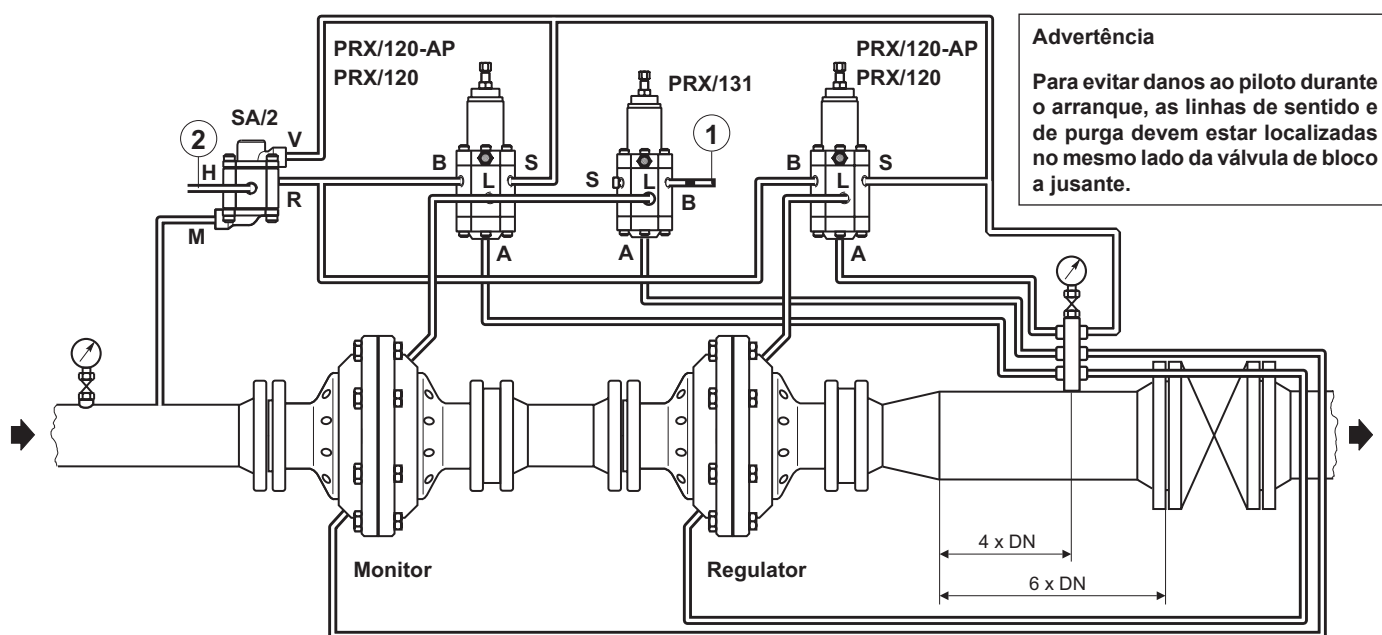 PRX/120-AP
PRX/120
PRX/131
PRX/120-AP
PRX/120
Advertência
Para evitar danos ao piloto durante
o arranque, as linhas de sentido e
de purga devem estar localizadas
no mesmo lado da válvula de bloco
a jusante.
SA/2
V
2
H
R
M
B
S
L
A
S
L
1
B
A
B
S
L
A
Monitor
Regulator
4 x DN
6 x DN